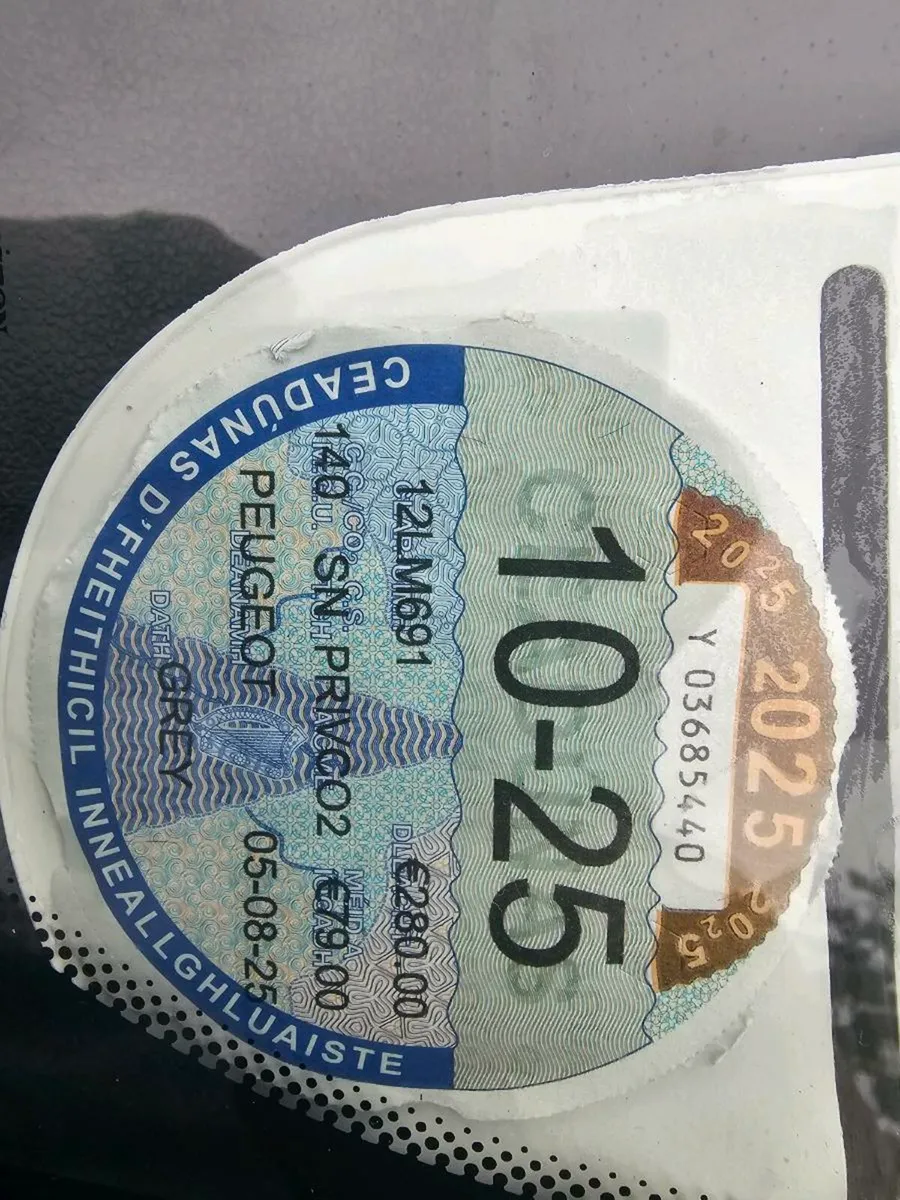 2025 2025 2025
Y 03685440
10-25
12LM691 €280.00
140 SN PRIVCO2 €79.00
PEUGEOT 05-08-25
DATH GREY
CEADÚNAS D'FHEITHICIL INNEALLGHLUAISTE